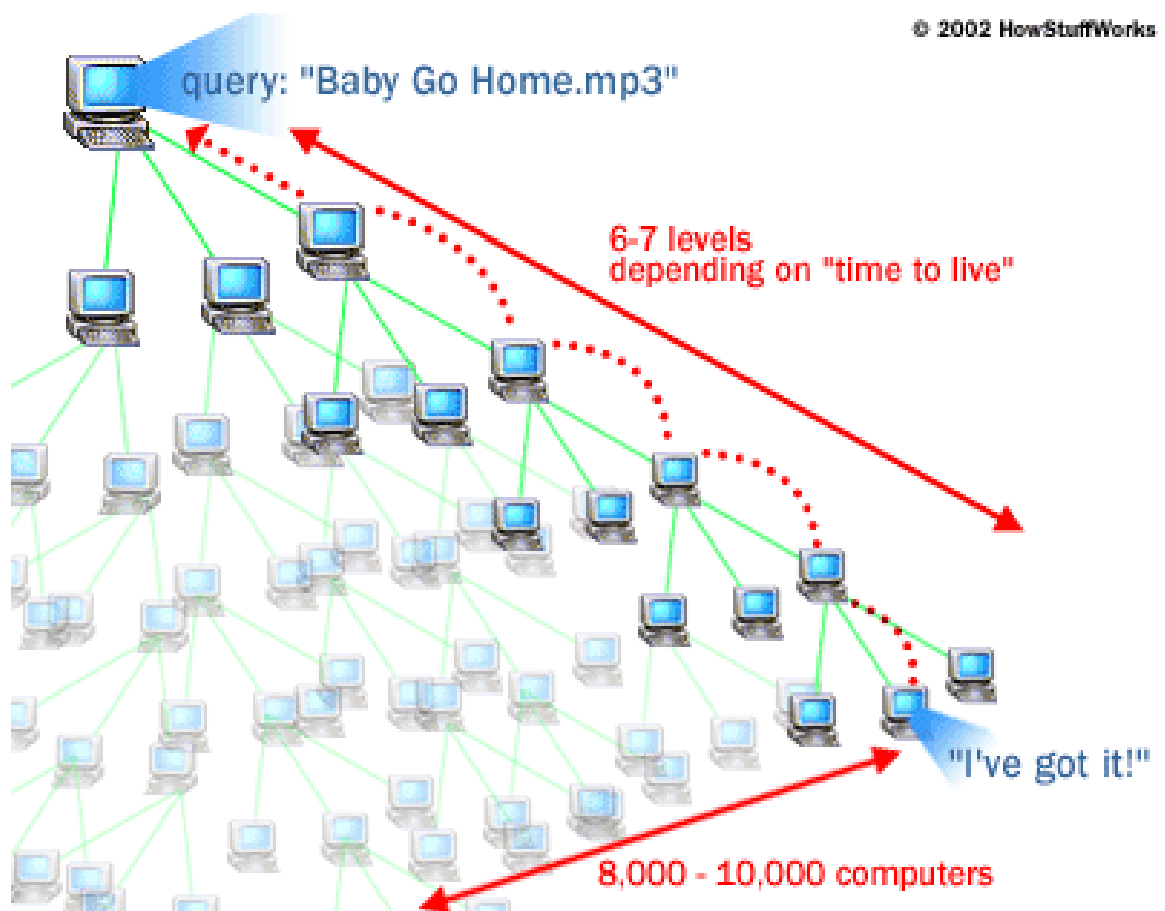 © 2002 HowStuffWorks
query: "Baby Go Home.mp3"
6-7 levels
depending on "time to live"
"I've got it!"
8,000 - 10,000 computers